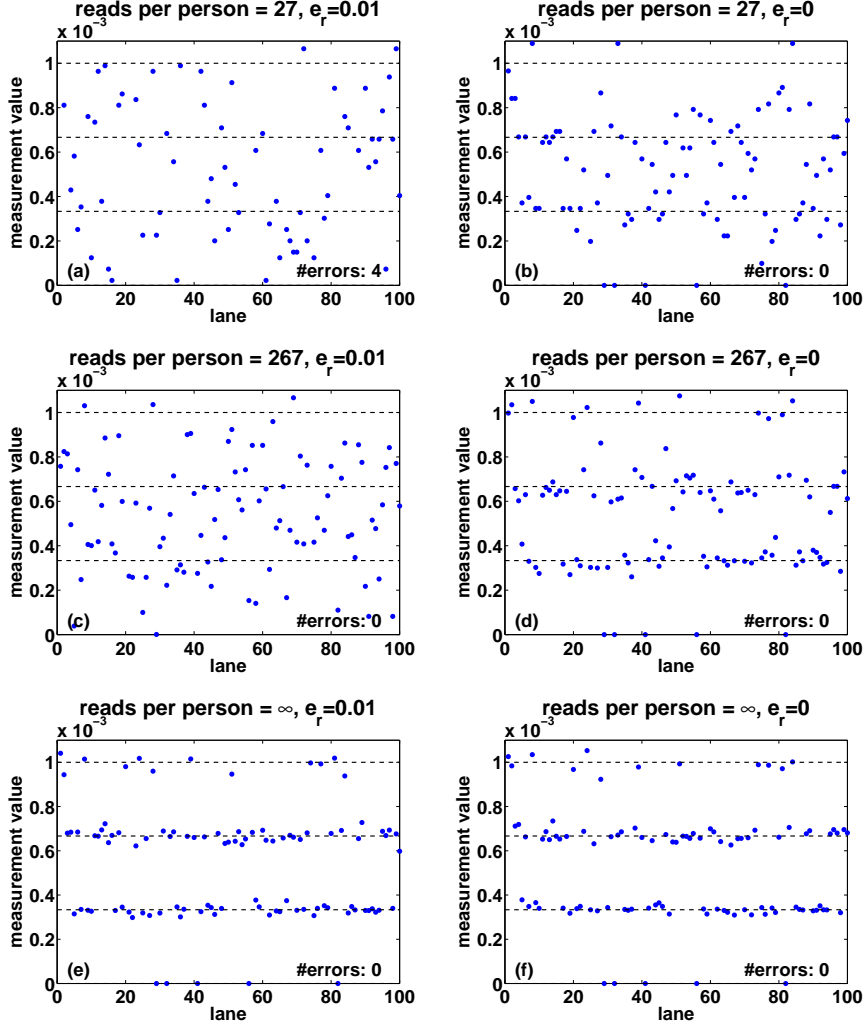 reads per person = 27, e_r=0.01
x 10^-3
1
0.8
0.6
0.4
0.2
0
measurement value
(a)
#errors: 4
0 20 40 60 80 100
lane
reads per person = 27, e_r=0
x 10^-3
1
0.8
0.6
0.4
0.2
0
measurement value
(b)
#errors: 0
0 20 40 60 80 100
lane
reads per person = 267, e_r=0.01
x 10^-3
1
0.8
0.6
0.4
0.2
0
measurement value
(c)
#errors: 0
0 20 40 60 80 100
lane
reads per person = 267, e_r=0
x 10^-3
1
0.8
0.6
0.4
0.2
0
measurement value
(d)
#errors: 0
0 20 40 60 80 100
lane
reads per person = ∞, e_r=0.01
x 10^-3
1
0.8
0.6
0.4
0.2
0
measurement value
(e)
#errors: 0
0 20 40 60 80 100
lane
reads per person = ∞, e_r=0
x 10^-3
1
0.8
0.6
0.4
0.2
0
measurement value
(f)
#errors: 0
0 20 40 60 80 100
lane